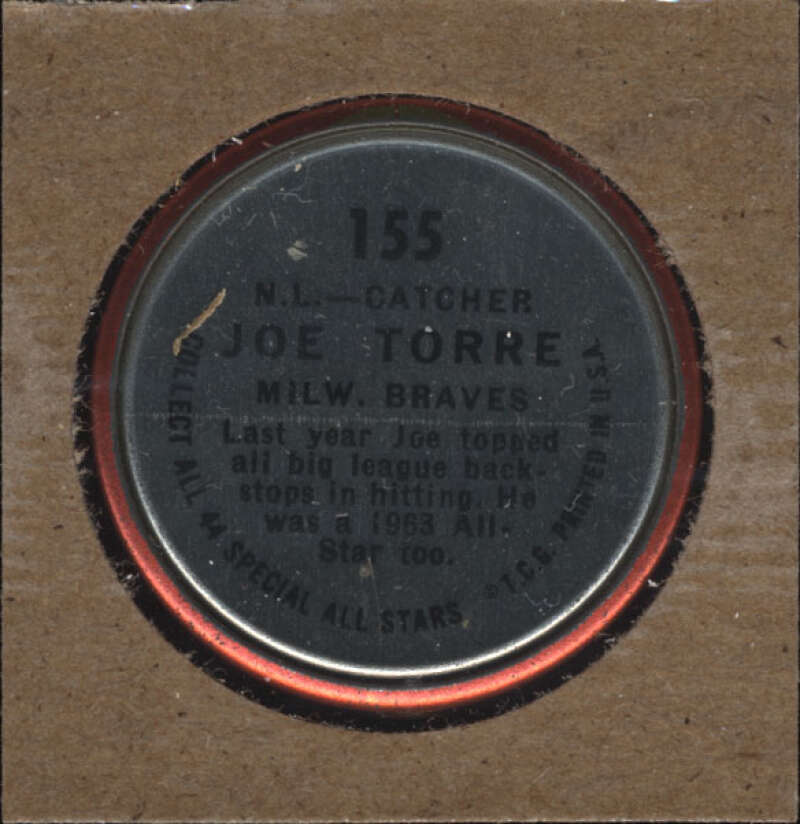 155
N.L.—CATCHER
JOE TORRE
MILW. BRAVES
Last year Joe topped
all big league back-
stops in hitting. He
was a 1963 All-
Star too.
COLLECT ALL 44 SPECIAL ALL STARS. © T.C.G. PRINTED IN U.S.A.